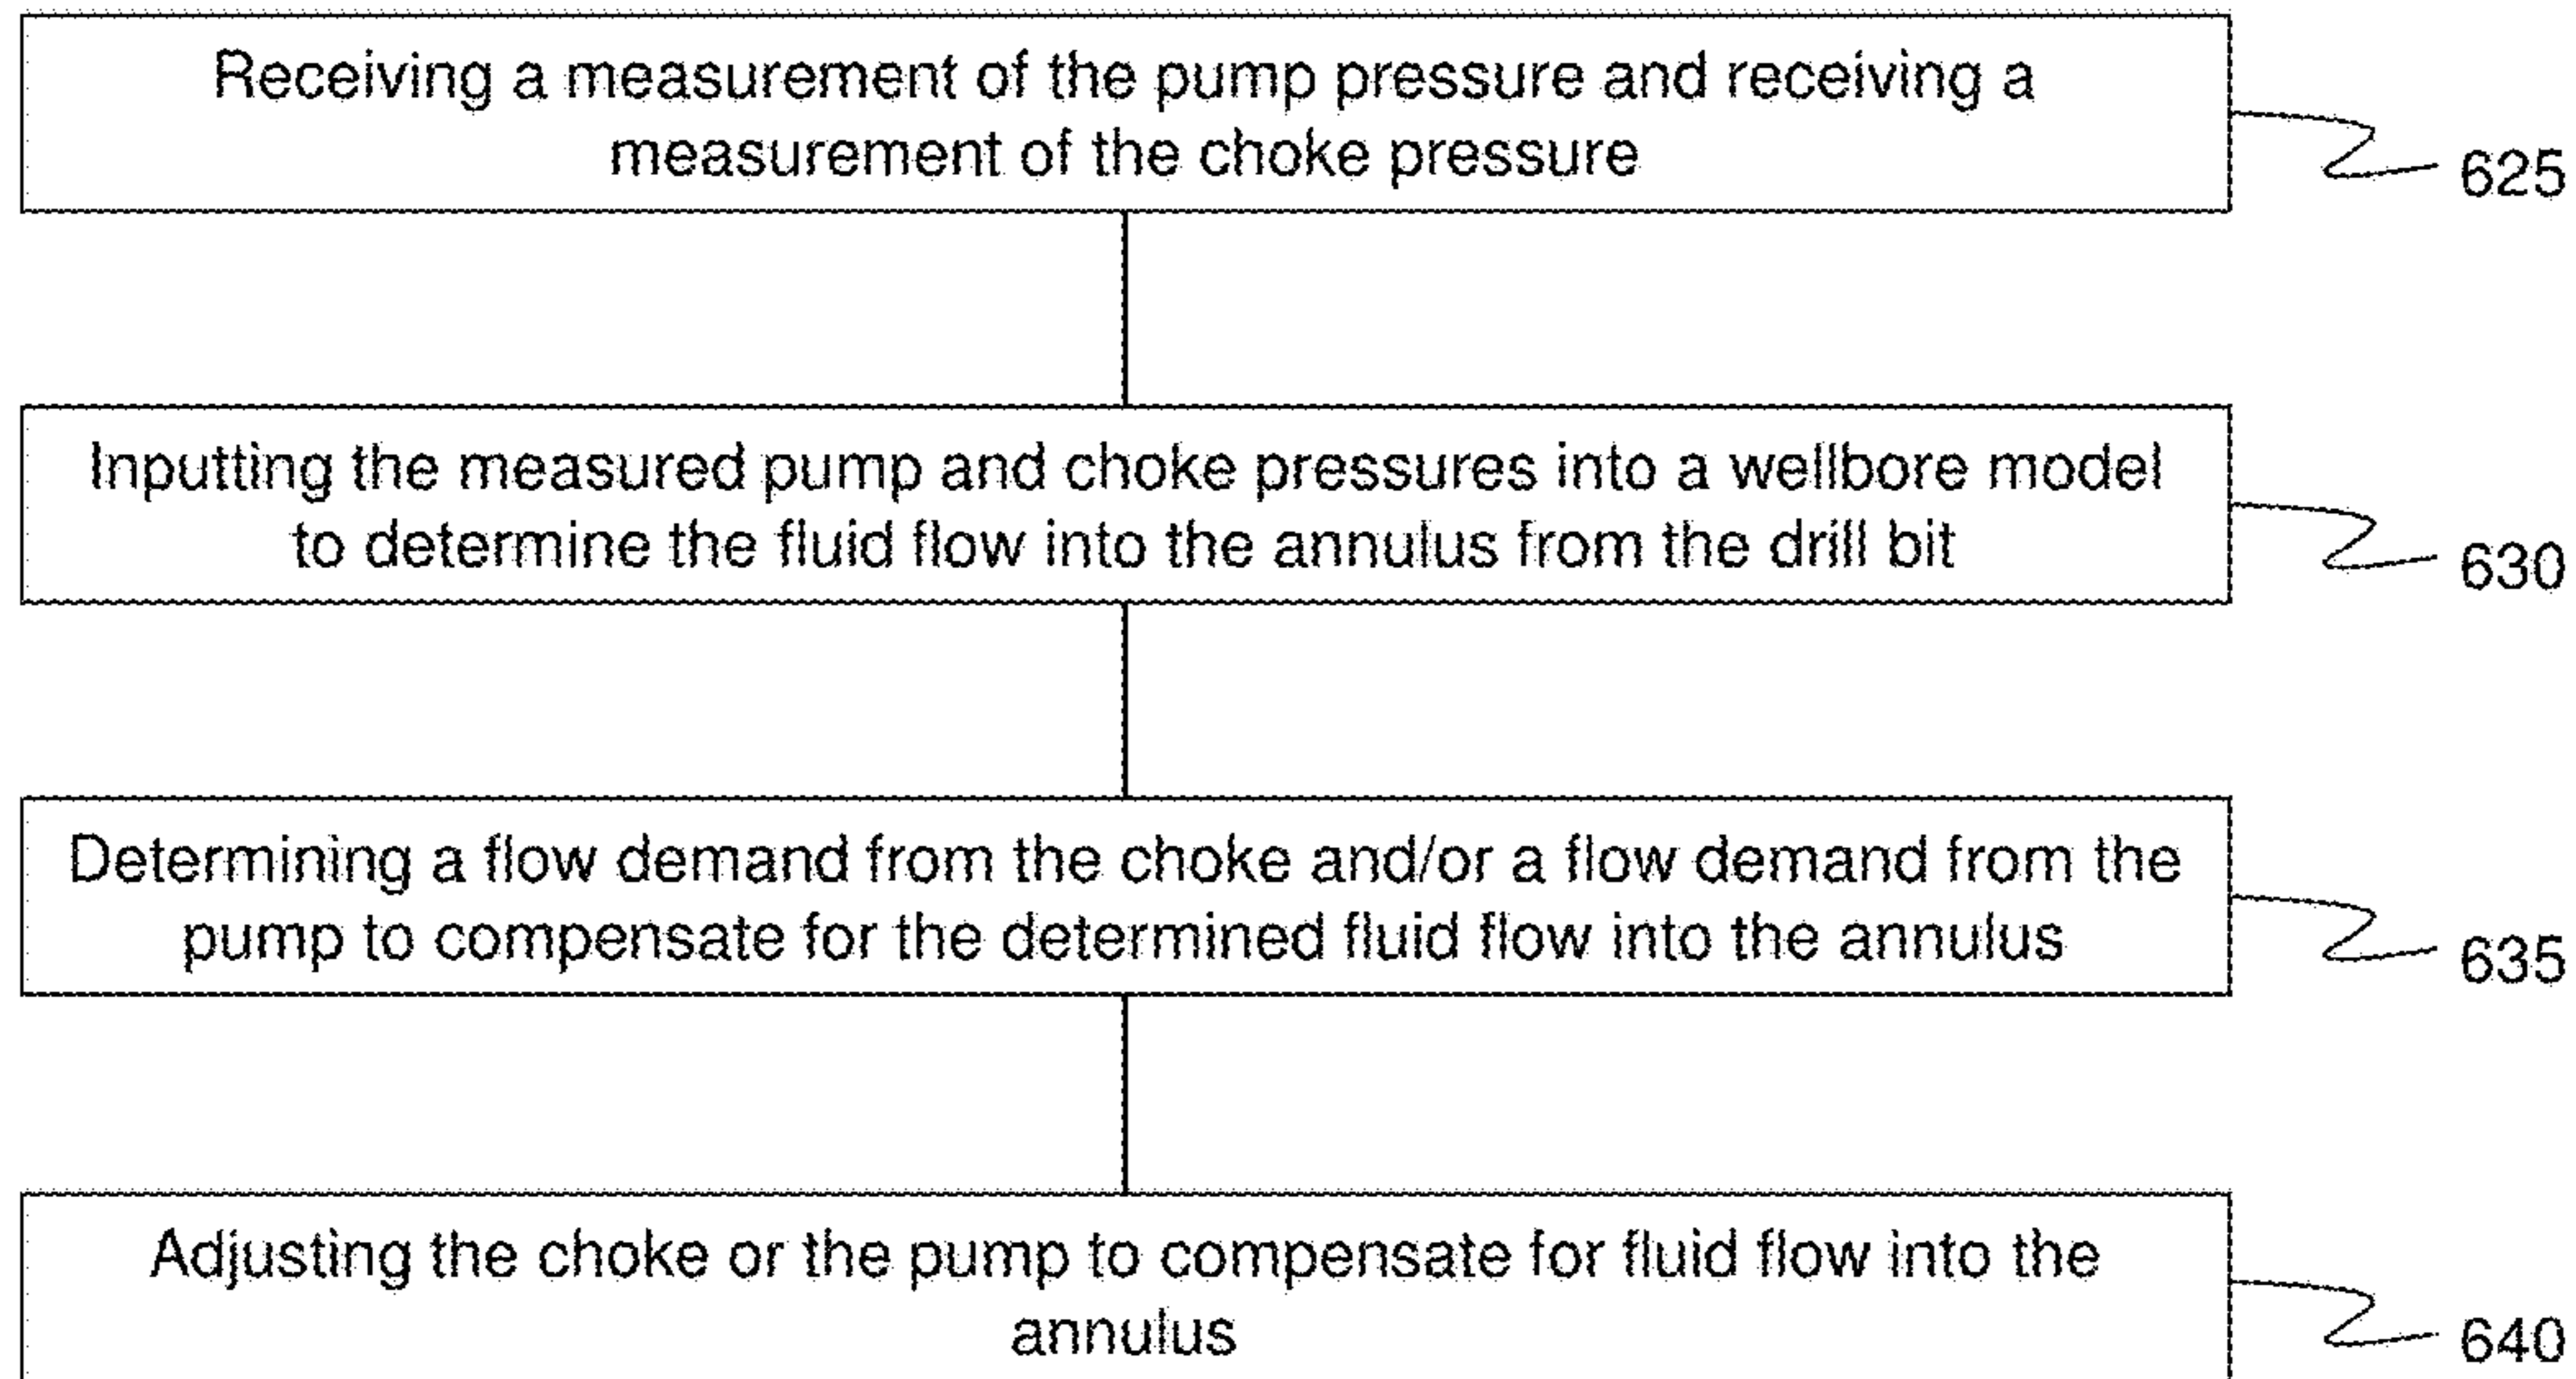 Receiving a measurement of the pump pressure and receiving a
measurement of the choke pressure
625
Inputting the measured pump and choke pressures into a wellbore model
to determine the fluid flow into the annulus from the drill bit
630
Determining a flow demand from the choke and/or a flow demand from the
pump to compensate for the determined fluid flow into the annulus
635
Adjusting the choke or the pump to compensate for fluid flow into the
annulus
640